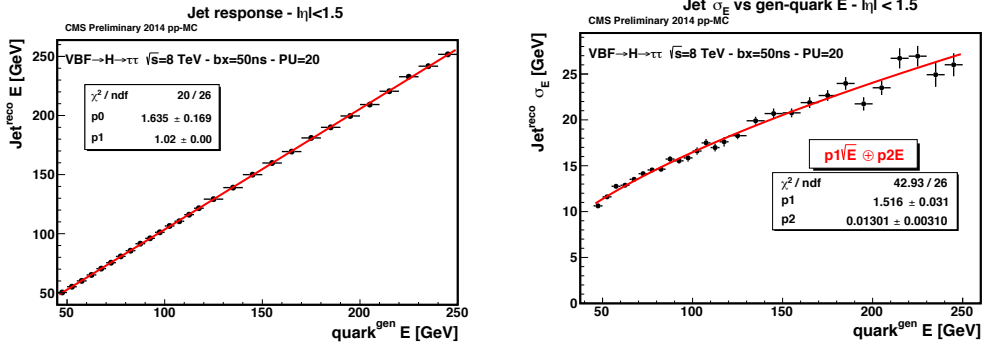 Jet response - |η|<1.5
CMS Preliminary 2014 pp-MC
VBF→H→ττ √s=8 TeV - bx=50ns - PU=20
χ² / ndf 20 / 26
p0 1.635 ± 0.169
p1 1.02 ± 0.00
Jet^reco E [GeV]
250
200
150
100
50
50 100 150 200 250
quark^gen E [GeV]
Jet σ_E vs gen-quark E - |η| < 1.5
CMS Preliminary 2014 pp-MC
VBF→H→ττ √s=8 TeV - bx=50ns - PU=20
p1√E ⊕ p2E
χ² / ndf 42.93 / 26
p1 1.516 ± 0.031
p2 0.01301 ± 0.00310
Jet^reco σ_E [GeV]
25
20
15
10
5
0
50 100 150 200 250
quark^gen E [GeV]